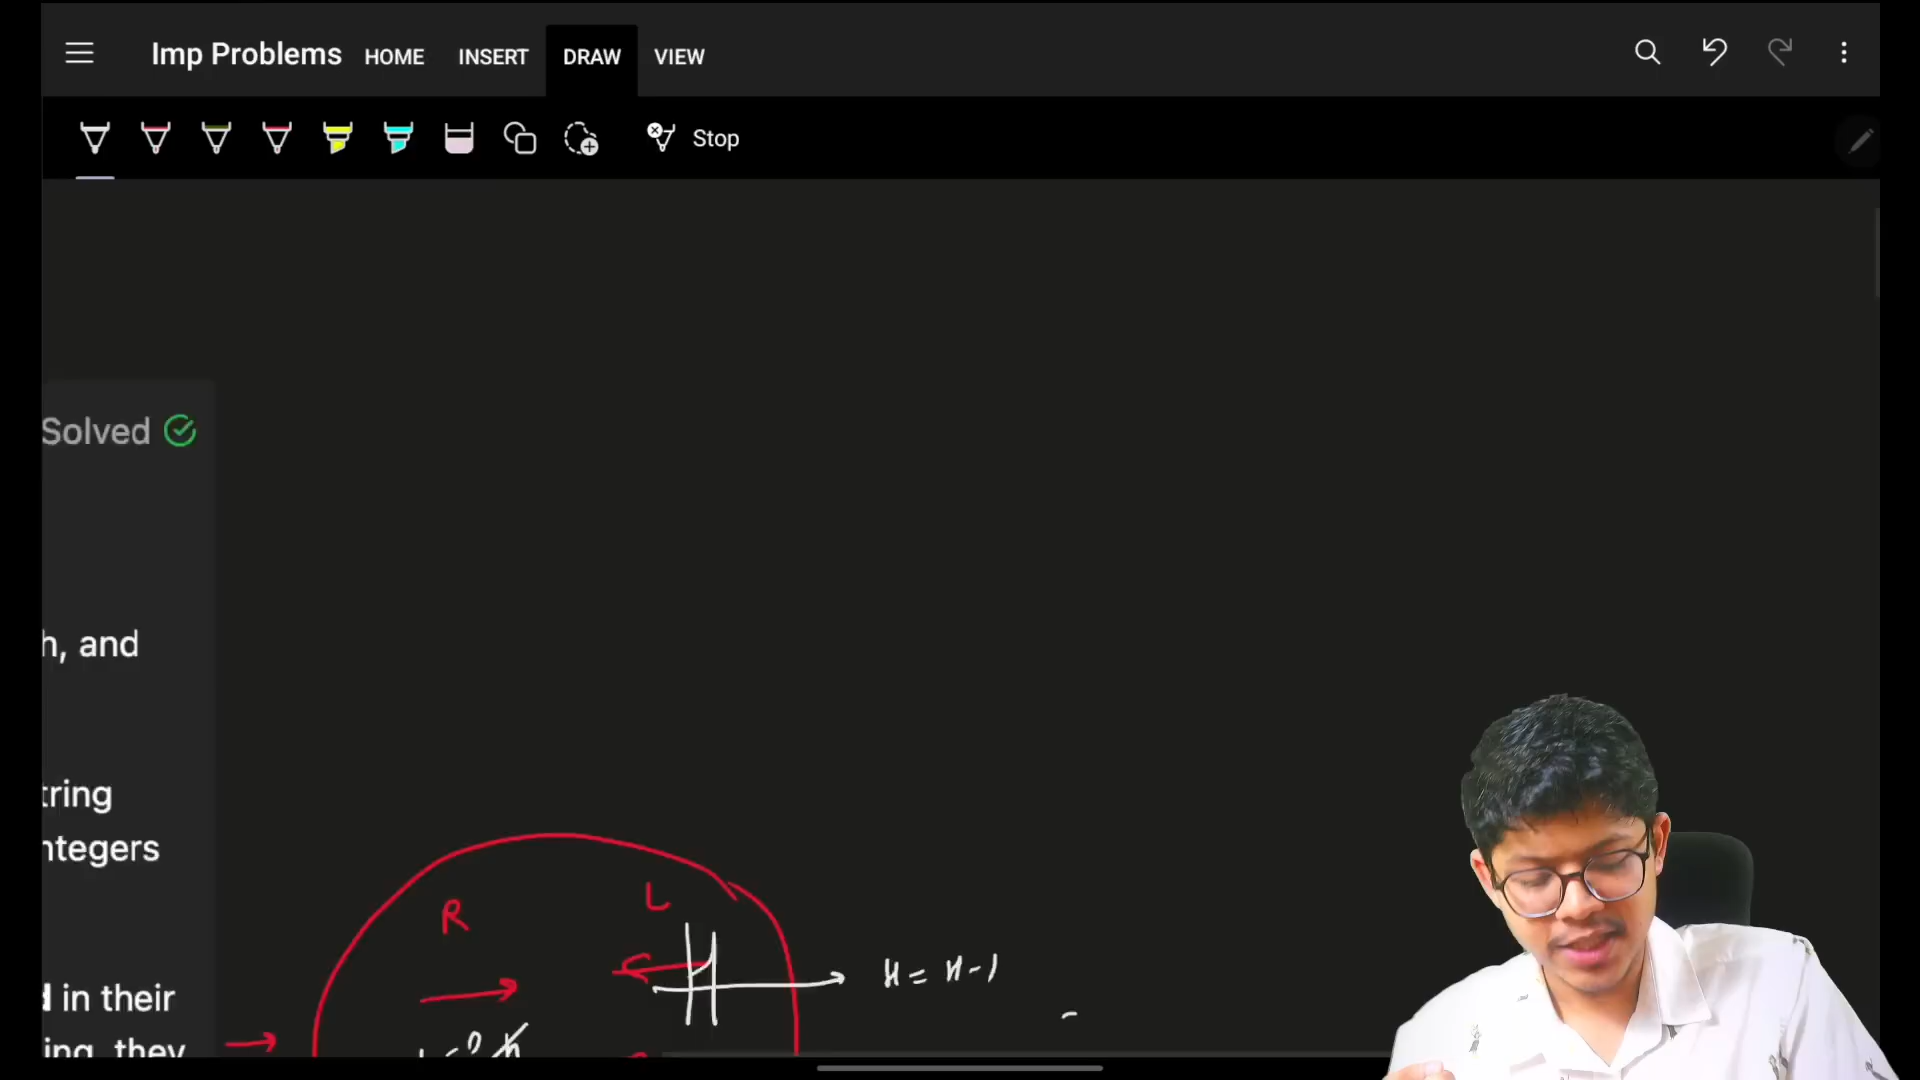 Imp Problems HOME INSERT DRAW VIEW
Stop
Solved
h, and
tring
ntegers
d in their
ing, they
R L
H = H-1